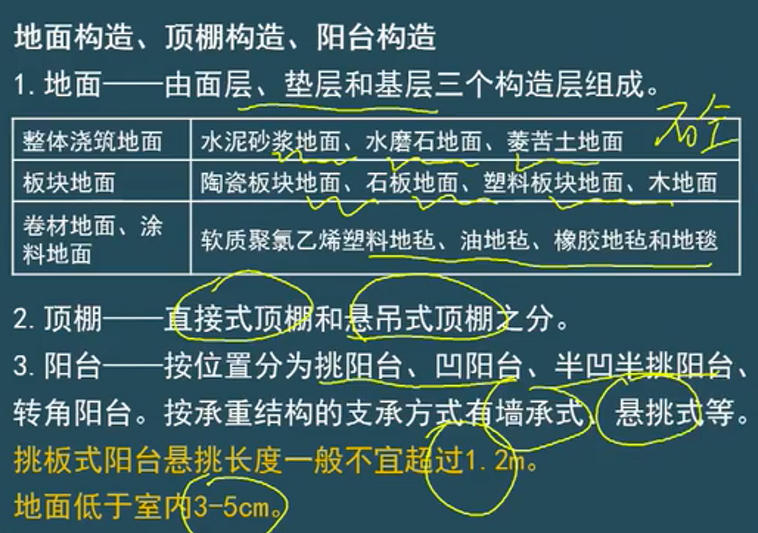 地面构造、顶棚构造、阳台构造
1.地面——由面层、垫层和基层三个构造层组成。
整体浇筑地面 水泥砂浆地面、水磨石地面、菱苦土地面
板块地面 陶瓷板块地面、石板地面、塑料板块地面、木地面
卷材地面、涂
料地面 软质聚氯乙烯塑料地毡、油地毡、橡胶地毡和地毯
2.顶棚——直接式顶棚和悬吊式顶棚之分。
3.阳台——按位置分为挑阳台、凹阳台、半凹半挑阳台、
转角阳台。按承重结构的支承方式有墙承式、悬挑式等。
挑板式阳台悬挑长度一般不宜超过1.2m。
地面低于室内3-5cm。